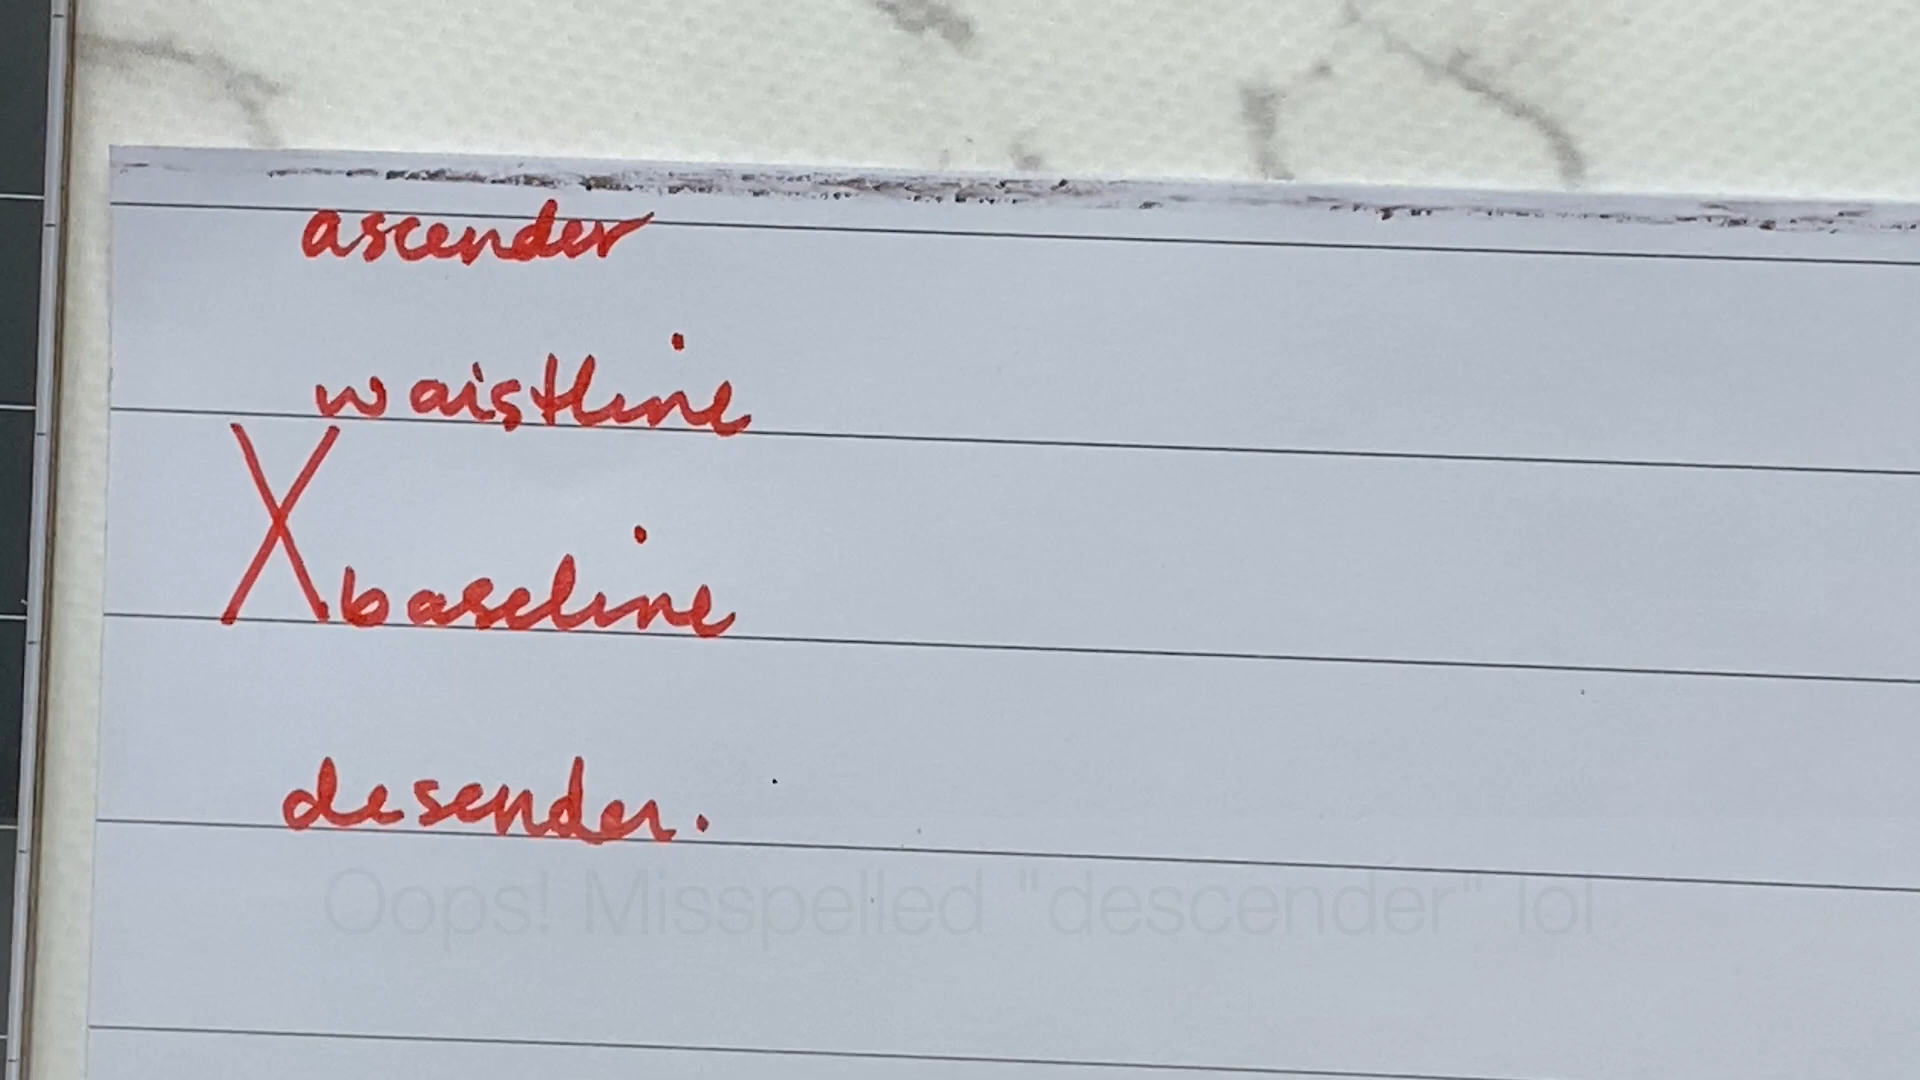 ascender
waistline
X baseline
desender.
Oops! Misspelled "descender" lol